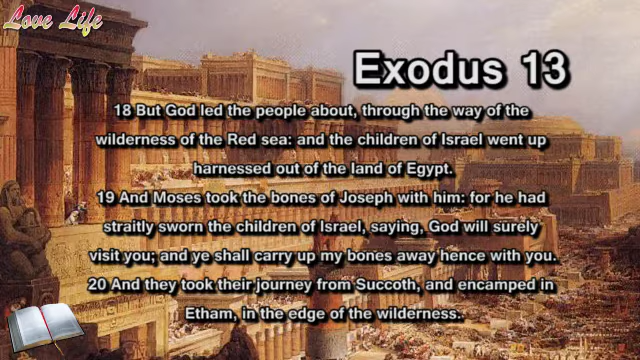 Love Life
Exodus 13
18 But God led the people about, through the way of the
wilderness of the Red sea: and the children of Israel went up
harnessed out of the land of Egypt.
19 And Moses took the bones of Joseph with him: for he had
straitly sworn the children of Israel, saying, God will surely
visit you; and ye shall carry up my bones away hence with you.
20 And they took their journey from Succoth, and encamped in
Etham, in the edge of the wilderness.